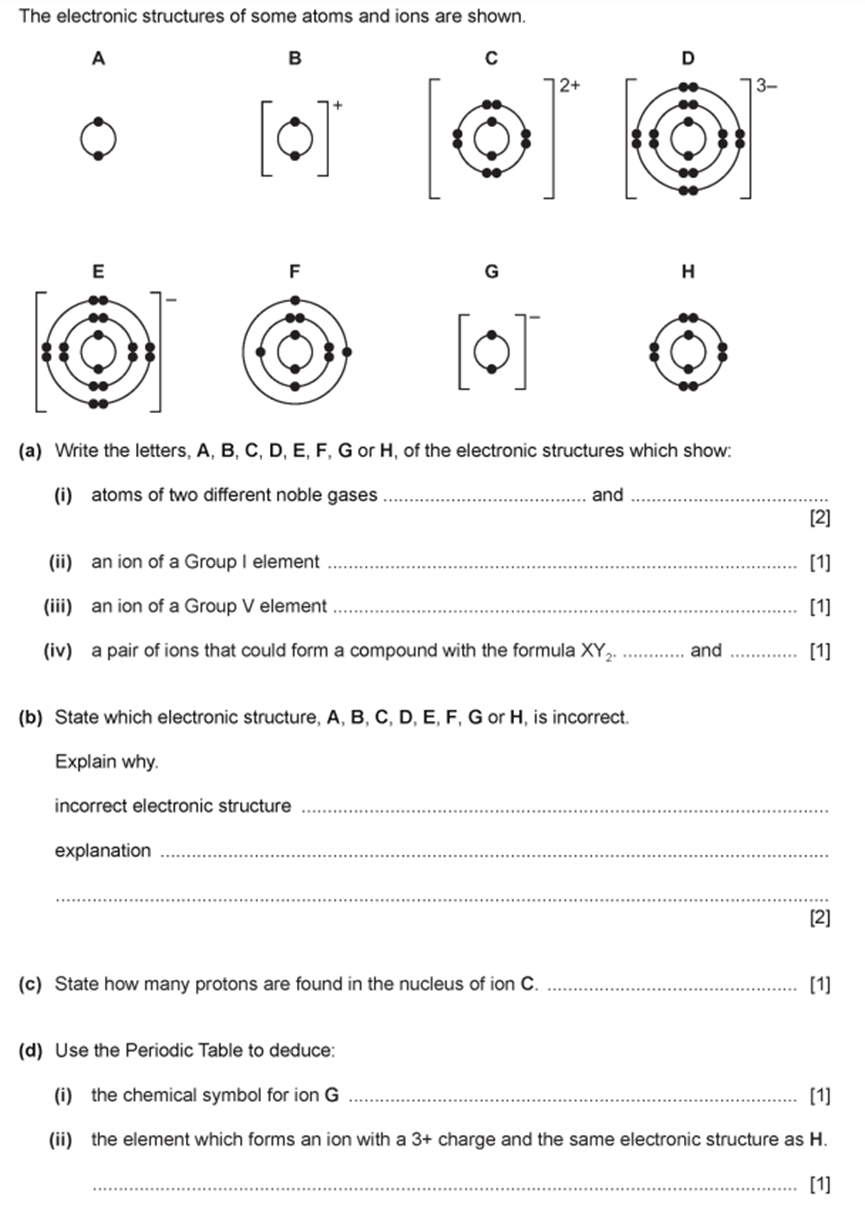 The electronic structures of some atoms and ions are shown.
A B C D
+ 2+ 3–
E F G H
– –
(a) Write the letters, A, B, C, D, E, F, G or H, of the electronic structures which show:
(i) atoms of two different noble gases ........................................ and ........................................
[2]
(ii) an ion of a Group I element ........................................ [1]
(iii) an ion of a Group V element ........................................ [1]
(iv) a pair of ions that could form a compound with the formula XY₂. ............ and ............. [1]
(b) State which electronic structure, A, B, C, D, E, F, G or H, is incorrect.
Explain why.
incorrect electronic structure ........................................
explanation ........................................
........................................
[2]
(c) State how many protons are found in the nucleus of ion C. ........................................ [1]
(d) Use the Periodic Table to deduce:
(i) the chemical symbol for ion G ........................................ [1]
(ii) the element which forms an ion with a 3+ charge and the same electronic structure as H.
........................................ [1]